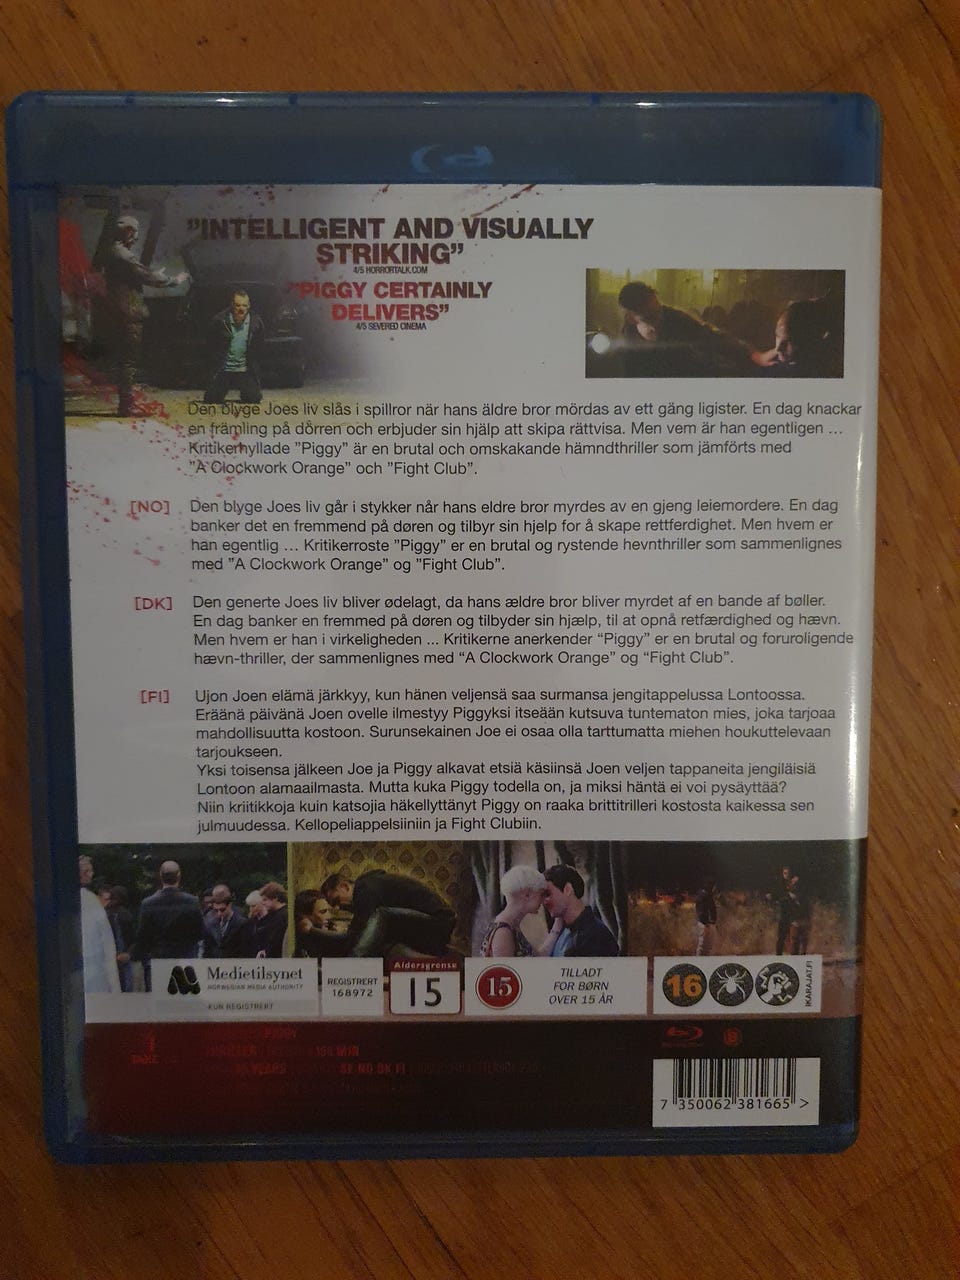 "INTELLIGENT AND VISUALLY
STRIKING"
4/5 HORRORTALK.COM
"PIGGY CERTAINLY
DELIVERS"
4/5 SEVERED CINEMA
Den blyge Joes liv slås i spillror när hans äldre bror mördas av ett gäng ligister. En dag knackar
en främling på dörren och erbjuder sin hjälp att skipa rättvisa. Men vem är han egentligen ...
Kritikerhyllade "Piggy" är en brutal och omskakande hämndthriller som jämförts med
"A Clockwork Orange" och "Fight Club".
[NO] Den blyge Joes liv går i stykker når hans eldre bror myrdes av en gjeng leiemordere. En dag
banker det en fremmend på døren og tilbyr sin hjelp for å skape rettferdighet. Men hvem er
han egentlig ... Kritikerroste "Piggy" er en brutal og rystende hevnthriller som sammenlignes
med "A Clockwork Orange" og "Fight Club".
[DK] Den generte Joes liv bliver ødelagt, da hans ældre bror bliver myrdet af en bande af bøller.
En dag banker en fremmed på døren og tilbyder sin hjælp, til at opnå retfærdighed og hævn.
Men hvem er han i virkeligheden ... Kritikerne anerkender "Piggy" er en brutal og foruroligende
hævn-thriller, der sammenlignes med "A Clockwork Orange" og "Fight Club".
[FI] Ujon Joen elämä järkkyy, kun hänen veljensä saa surmansa jengitappelussa Lontoossa.
Eräänä päivänä Joen ovelle ilmestyy Piggyksi itseään kutsuva tuntematon mies, joka tarjoaa
mahdollisuutta kostoon. Surunsekainen Joe ei osaa olla tarttumatta miehen houkuttelevaan
tarjoukseen.
Yksi toisensa jälkeen Joe ja Piggy alkavat etsiä käsiinsä Joen veljen tappaneita jengiläisiä
Lontoon alamaailmasta. Mutta kuka Piggy todella on, ja miksi häntä ei voi pysäyttää?
Niin kriitikkoja kuin katsojia häkellyttänyt Piggy on raaka brittitrilleri kostosta kaikessa sen
julmuudessa. Kellopeliappelsiiniin ja Fight Clubiin.
Medietilsynet
NORWEGIAN MEDIA AUTHORITY
KUN REGISTRERT
REGISTRERT
168972
Aldersgrense
15
15
TILLADT
FOR BØRN
OVER 15 ÅR
16
IKARAJAT.FI
PIGGY
THRILLER
YEARS
SE NO DK FI
B
7 350062 381665 >